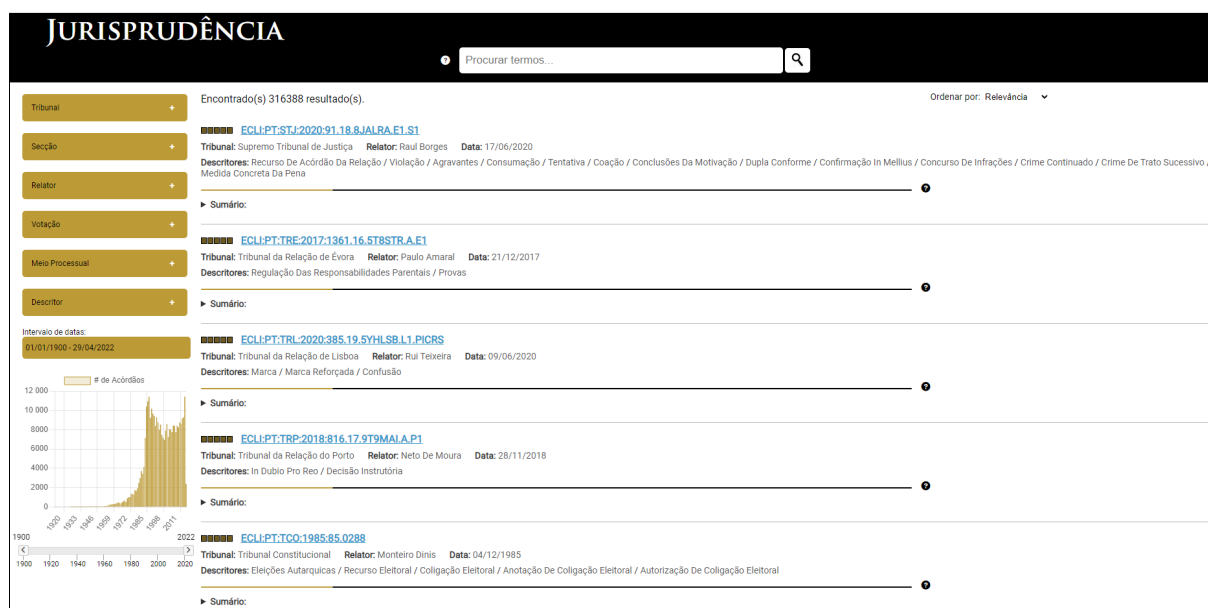 JURISPRUDÊNCIA
Procurar termos...
Tribunal +
Secção +
Relator +
Votação +
Meio Processual +
Descritor +
Intervalo de datas:
01/01/1900 - 29/04/2022
# de Acórdãos
12 000
10 000
8000
6000
4000
2000
0
1920 1933 1946 1959 1972 1985 1998 2011
1900 2022
1900 1920 1940 1960 1980 2000 2020
Encontrado(s) 316388 resultado(s).
Ordenar por: Relevância
ECLI:PT:STJ:2020:91.18.8JALRA.E1.S1
Tribunal: Supremo Tribunal de Justiça Relator: Raul Borges Data: 17/06/2020
Descritores: Recurso De Acórdão Da Relação / Violação / Agravantes / Consumação / Tentativa / Coação / Conclusões Da Motivação / Dupla Conforme / Confirmação In Mellius / Concurso De Infrações / Crime Continuado / Crime De Trato Sucessivo /
Medida Concreta Da Pena
Sumário:
ECLI:PT:TRE:2017:1361.16.5T8STR.A.E1
Tribunal: Tribunal da Relação de Évora Relator: Paulo Amaral Data: 21/12/2017
Descritores: Regulação Das Responsabilidades Parentais / Provas
Sumário:
ECLI:PT:TRL:2020:385.19.5YHLSB.L1.PICRS
Tribunal: Tribunal da Relação de Lisboa Relator: Rui Teixeira Data: 09/06/2020
Descritores: Marca / Marca Reforçada / Confusão
Sumário:
ECLI:PT:TRP:2018:816.17.9T9MAI.A.P1
Tribunal: Tribunal da Relação do Porto Relator: Neto De Moura Data: 28/11/2018
Descritores: In Dubio Pro Reo / Decisão Instrutória
Sumário:
ECLI:PT:TCO:1985:85.0288
Tribunal: Tribunal Constitucional Relator: Monteiro Dinis Data: 04/12/1985
Descritores: Eleições Autarquicas / Recurso Eleitoral / Coligação Eleitoral / Anotação De Coligação Eleitoral / Autorização De Coligação Eleitoral
Sumário: